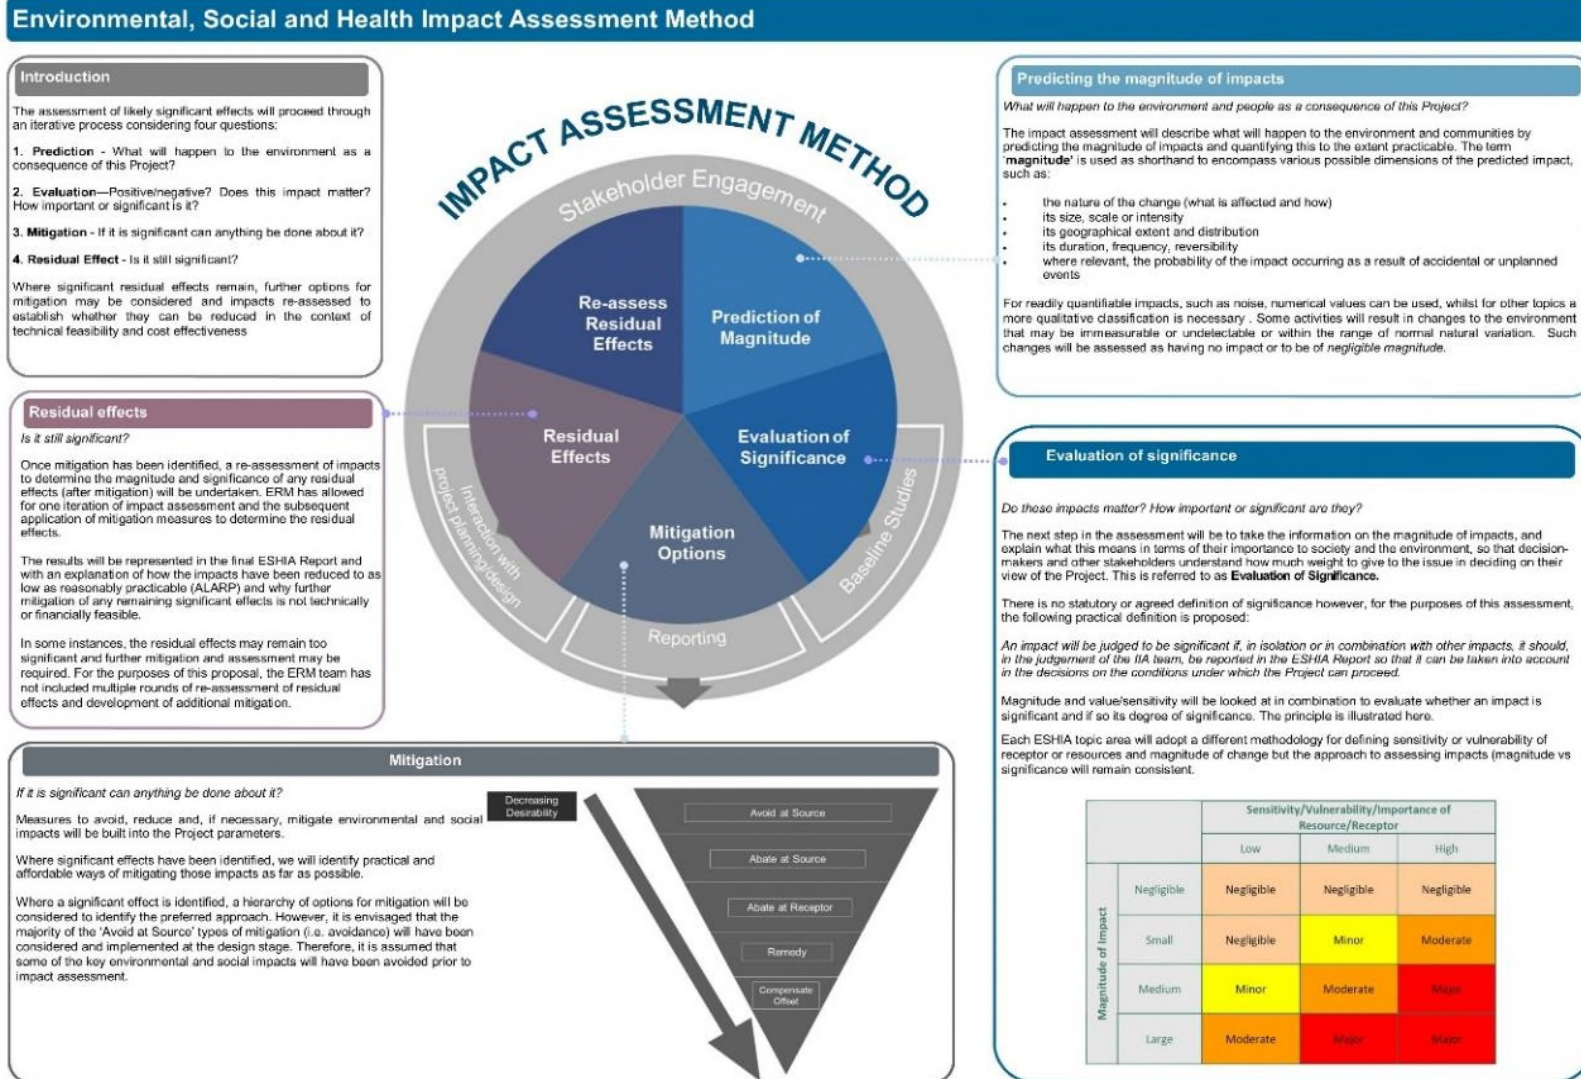 Environmental, Social and Health Impact Assessment Method
Introduction
The assessment of likely significant effects will proceed through
an iterative process considering four questions:
1. Prediction - What will happen to the environment as a
consequence of this Project?
2. Evaluation—Positive/negative? Does this impact matter?
How important or significant is it?
3. Mitigation - If it is significant can anything be done about it?
4. Residual Effect - Is it still significant?
Where significant residual effects remain, further options for
mitigation may be considered and impacts re-assessed to
establish whether they can be reduced in the context of
technical feasibility and cost effectiveness
Residual effects
Is it still significant?
Once mitigation has been identified, a re-assessment of impacts
to determine the magnitude and significance of any residual
effects (after mitigation) will be undertaken. ERM has allowed
for one iteration of impact assessment and the subsequent
application of mitigation measures to determine the residual
effects.
The results will be represented in the final ESHIA Report and
with an explanation of how the impacts have been reduced to as
low as reasonably practicable (ALARP) and why further
mitigation of any remaining significant effects is not technically
or financially feasible.
In some instances, the residual effects may remain too
significant and further mitigation and assessment may be
required. For the purposes of this proposal, the ERM team has
not included multiple rounds of re-assessment of residual
effects and development of additional mitigation.
IMPACT ASSESSMENT METHOD
Stakeholder Engagement
Re-assess
Residual
Effects
Prediction of
Magnitude
Residual
Effects
Evaluation of
Significance
Mitigation
Options
Interaction with
project planning/design
Reporting
Baseline Studies
Predicting the magnitude of impacts
What will happen to the environment and people as a consequence of this Project?
The impact assessment will describe what will happen to the environment and communities by
predicting the magnitude of impacts and quantifying this to the extent practicable. The term
'magnitude' is used as shorthand to encompass various possible dimensions of the predicted impact,
such as:
• the nature of the change (what is affected and how)
• its size, scale or intensity
• its geographical extent and distribution
• its duration, frequency, reversibility
• where relevant, the probability of the impact occurring as a result of accidental or unplanned
events
For readily quantifiable impacts, such as noise, numerical values can be used, whilst for other topics a
more qualitative classification is necessary . Some activities will result in changes to the environment
that may be immeasurable or undetectable or within the range of normal natural variation. Such
changes will be assessed as having no impact or to be of negligible magnitude.
Evaluation of significance
Do these impacts matter? How important or significant are they?
The next step in the assessment will be to take the information on the magnitude of impacts, and
explain what this means in terms of their importance to society and the environment, so that decision-
makers and other stakeholders understand how much weight to give to the issue in deciding on their
view of the Project. This is referred to as Evaluation of Significance.
There is no statutory or agreed definition of significance however, for the purposes of this assessment,
the following practical definition is proposed:
An impact will be judged to be significant if, in isolation or in combination with other impacts, it should,
in the judgement of the IIA team, be reported in the ESHIA Report so that it can be taken into account
in the decisions on the conditions under which the Project can proceed.
Magnitude and value/sensitivity will be looked at in combination to evaluate whether an impact is
significant and if so its degree of significance. The principle is illustrated here.
Each ESHIA topic area will adopt a different methodology for defining sensitivity or vulnerability of
receptor or resources and magnitude of change but the approach to assessing impacts (magnitude vs
significance will remain consistent.
Sensitivity/Vulnerability/Importance of
Resource/Receptor
Low Medium High
Magnitude of Impact
Negligible Negligible Negligible Negligible
Small Negligible Minor Moderate
Medium Minor Moderate Major
Large Moderate Major Major
Mitigation
If it is significant can anything be done about it?
Measures to avoid, reduce and, if necessary, mitigate environmental and social
impacts will be built into the Project parameters.
Where significant effects have been identified, we will identify practical and
affordable ways of mitigating those impacts as far as possible.
Where a significant effect is identified, a hierarchy of options for mitigation will be
considered to identify the preferred approach. However, it is envisaged that the
majority of the 'Avoid at Source' types of mitigation (i.e. avoidance) will have been
considered and implemented at the design stage. Therefore, it is assumed that
some of the key environmental and social impacts will have been avoided prior to
impact assessment.
Decreasing
Desirability
Avoid at Source
Abate at Source
Abate at Receptor
Remedy
Compensate
Offset